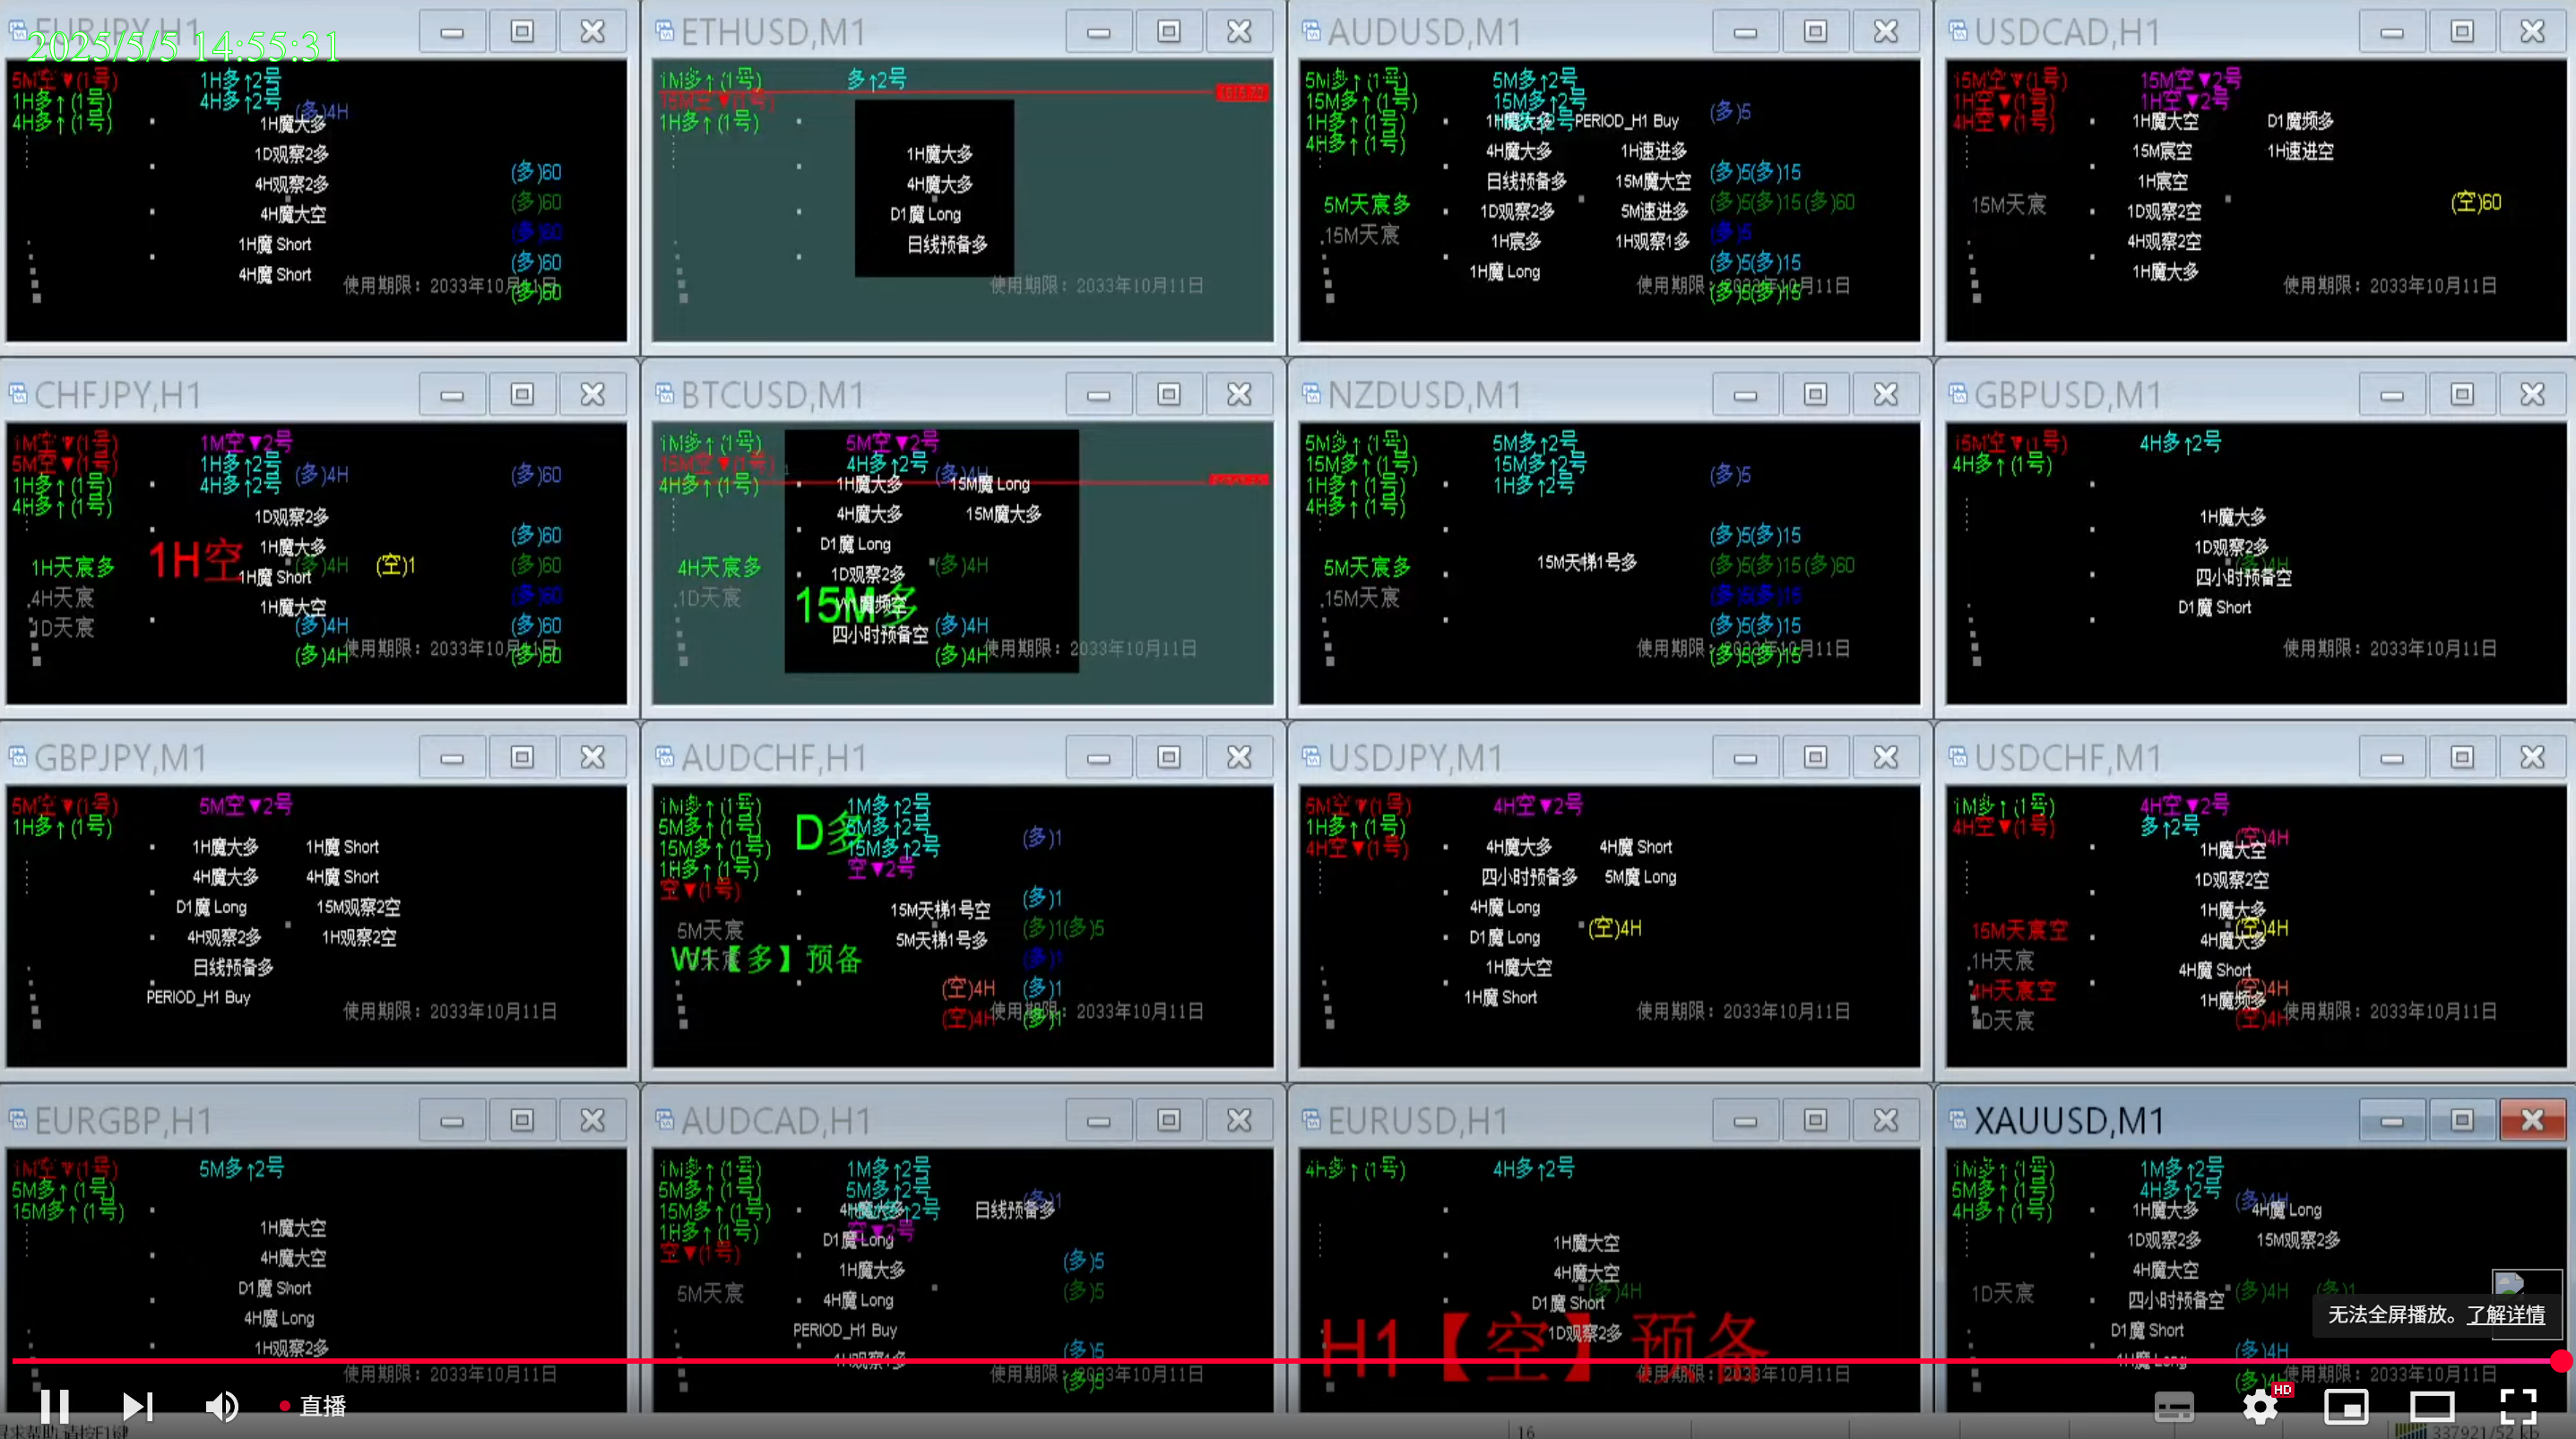 EURJPY,H1
2025/5/5 14:55:31
5M空▼(1号)
1H多↑(1号)
4H多↑(1号)
1H多↑2号
4H多↑2号
(多)4H
1H魔大多
1D观察2多
4H观察2多
4H魔大空
1H魔 Short
4H魔 Short
(多)60
(多)60
(多)60
(多)60
(多)60
使用期限：2033年10月11日
ETHUSD,M1
1M多↑(1号)
15M空▼(1号)
1H多↑(1号)
多↑2号
1H魔大多
4H魔大多
D1魔 Long
日线预备多
使用期限：2033年10月11日
AUDUSD,M1
5M多↑(1号)
15M多↑(1号)
1H多↑(1号)
4H多↑(1号)
5M多↑2号
15M多↑2号
1H魔大多 PERIOD_H1 Buy
4H魔大多 1H速进多
日线预备多 15M魔大空
1D观察2多 5M速进多
1H宸多 1H观察1多
1H魔 Long
5M天宸多
15M天宸
(多)5
(多)5(多)15
(多)5(多)15(多)60
(多)5
(多)5(多)15
(多)5(多)15
使用期限：2033年10月11日
USDCAD,H1
15M空▼(1号)
1H空▼(1号)
4H空▼(1号)
15M空▼2号
1H空▼2号
1H魔大空 D1魔频多
15M宸空 1H速进空
1H宸空
1D观察2空
4H观察2空
1H魔大多
15M天宸
(空)60
使用期限：2033年10月11日
CHFJPY,H1
1M空▼(1号)
5M空▼(1号)
1H多↑(1号)
4H多↑(1号)
1M空▼2号
1H多↑2号
4H多↑2号
(多)4H
(多)60
1D观察2多
1H魔大多
1H魔 Short
1H魔大空
1H空
1H天宸多
4H天宸
1D天宸
(多)4H
(空)1
(多)4H
(多)4H
(多)60
(多)60
(多)60
(多)60
(多)60
使用期限：2033年10月11日
BTCUSD,M1
1M多↑(1号)
15M空▼(1号)
4H多↑(1号)
5M空▼2号
4H多↑2号
(多)4H
1H魔大多 15M魔 Long
4H魔大多 15M魔大多
D1魔 Long
1D观察2多
四小时预备空
15M多
4H天宸多
1D天宸
(多)4H
(多)4H
(多)4H
使用期限：2033年10月11日
NZDUSD,M1
5M多↑(1号)
15M多↑(1号)
1H多↑(1号)
4H多↑(1号)
5M多↑2号
15M多↑2号
1H多↑2号
15M天梯1号多
5M天宸多
15M天宸
(多)5
(多)5(多)15
(多)5(多)15(多)60
(多)5(多)15
(多)5(多)15
(多)5(多)15
使用期限：2033年10月11日
GBPUSD,M1
15M空▼(1号)
4H多↑(1号)
4H多↑2号
1H魔大多
1D观察2多
(多)4H
四小时预备空
D1魔 Short
使用期限：2033年10月11日
GBPJPY,M1
5M空▼(1号)
1H多↑(1号)
5M空▼2号
1H魔大多 1H魔 Short
4H魔大多 4H魔 Short
D1魔 Long 15M观察2空
4H观察2多 1H观察2空
日线预备多
PERIOD_H1 Buy
使用期限：2033年10月11日
AUDCHF,H1
1M多↑(1号)
5M多↑(1号)
15M多↑(1号)
1H多↑(1号)
空▼(1号)
1M多↑2号
5M多↑2号
15M多↑2号
空▼2号
D多
15M天梯1号空
5M天梯1号多
5M天宸
W1【多】预备
(多)1
(多)1
(多)1(多)5
(多)1
(空)4H (多)1
(空)4H (多)1
使用期限：2033年10月11日
USDJPY,M1
5M空▼(1号)
1H多↑(1号)
4H空▼(1号)
4H空▼2号
4H魔大多 4H魔 Short
四小时预备多 5M魔 Long
4H魔 Long
D1魔 Long
1H魔大空
1H魔 Short
(空)4H
使用期限：2033年10月11日
USDCHF,M1
1M多↑(1号)
4H空▼(1号)
4H空▼2号
多↑2号
(空)4H
1H魔大空
1D观察2空
1H魔大多
(空)4H
4H魔大多
4H魔 Short
(空)4H
1H魔频多
(空)4H
15M天宸空
1H天宸
4H天宸空
1D天宸
使用期限：2033年10月11日
EURGBP,H1
1M空▼(1号)
5M多↑(1号)
15M多↑(1号)
5M多↑2号
1H魔大空
4H魔大空
D1魔 Short
4H魔 Long
1H观察2多
使用期限：2033年10月11日
AUDCAD,H1
1M多↑(1号)
5M多↑(1号)
15M多↑(1号)
1H多↑(1号)
空▼(1号)
1M多↑2号
5M多↑2号
空▼2号
4H魔大多 日线预备多
D1魔 Long
1H魔大多
4H魔 Long
PERIOD_H1 Buy
1H观察1多
5M天宸
(多)1
(多)5
(多)5
(多)5
(多)5
使用期限：2033年10月11日
EURUSD,H1
4H多↑(1号)
4H多↑2号
1H魔大空
4H魔大空
(多)4H
D1魔 Short
1D观察2多
H1【空】预备
使用期限：2033年10月11日
XAUUSD,M1
1M多↑(1号)
5M多↑(1号)
4H多↑(1号)
1M多↑2号
4H多↑2号
(多)4H
1H魔大多 4H魔 Long
1D观察2多 15M观察2多
4H魔大空
四小时预备空
D1魔 Short
1H魔 Long
1D天宸
(多)4H (多)1
(多)4H
使用期限：2033年10月11日
无法全屏播放。了解详情
直播
HD
16
337921/52 kb